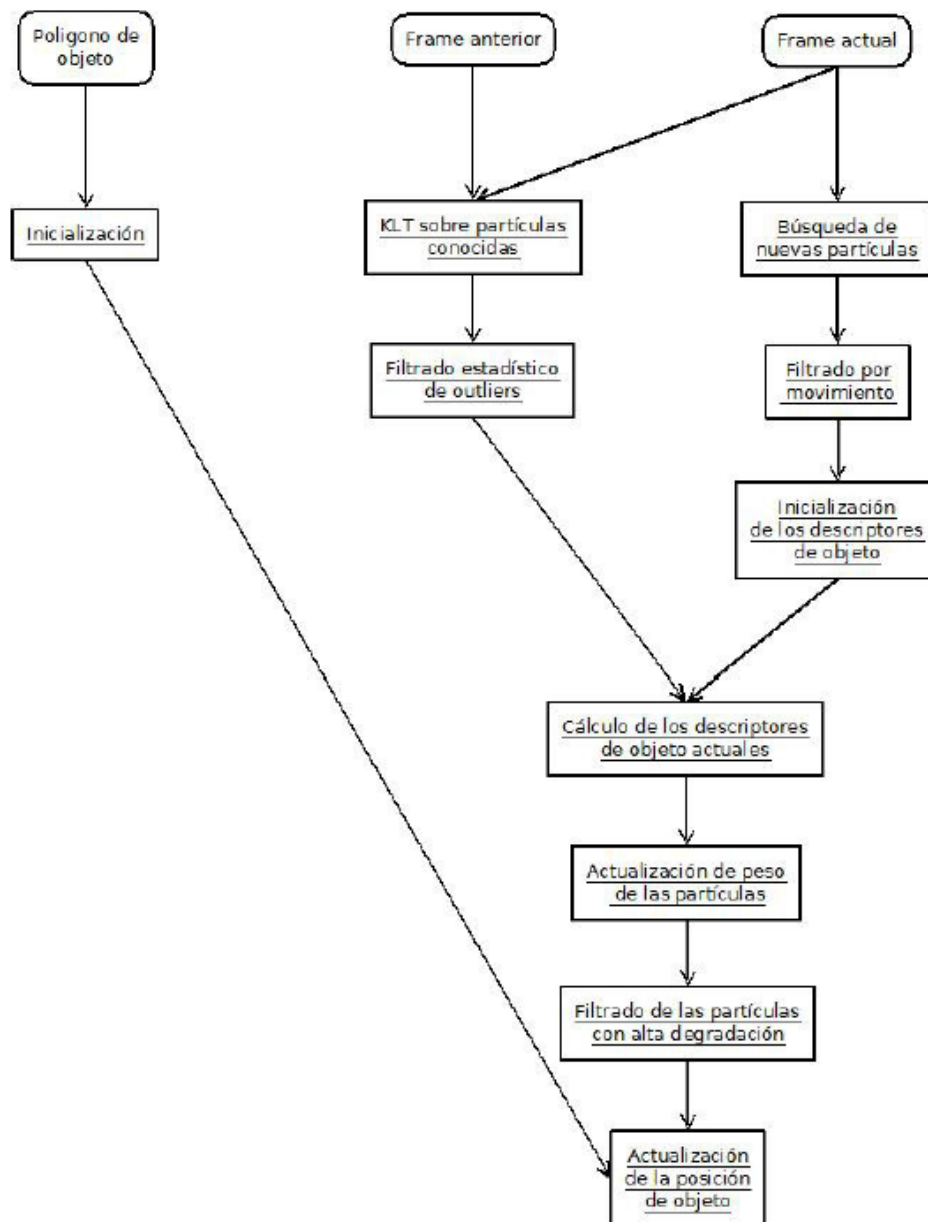 Poligono de
objeto
Frame anterior
Frame actual
Inicialización
KLT sobre partículas
conocidas
Búsqueda de
nuevas partículas
Filtrado estadístico
de outliers
Filtrado por
movimiento
Inicialización
de los descriptores
de objeto
Cálculo de los descriptores
de objeto actuales
Actualización de peso
de las partículas
Filtrado de las partículas
con alta degradación
Actualización
de la posición
de objeto